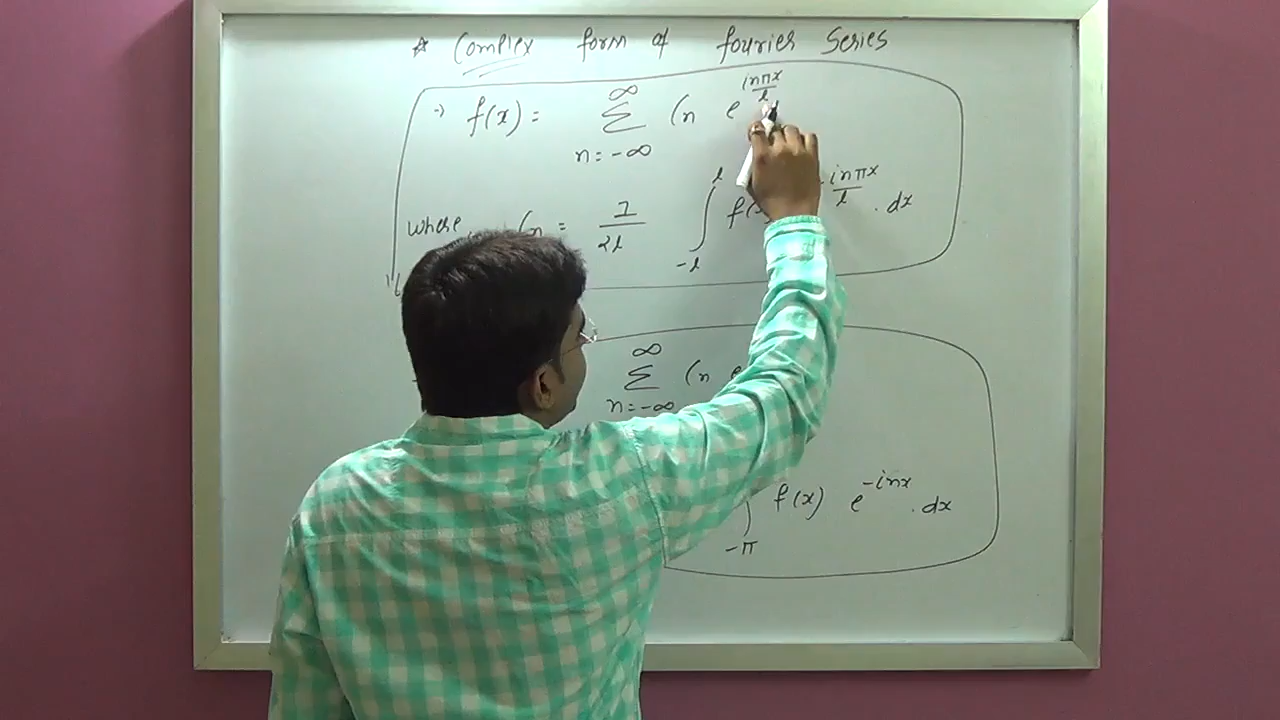 * Complex form of fourier Series
→ f(x) = ∞ Σ n = -∞ Cn e^(inπx/l)
where Cn = 1/2l ∫ -l l f(x) -inπx/l . dx
∞ Σ n = -∞ Cn e
-π f(x) e^(-inx) . dx